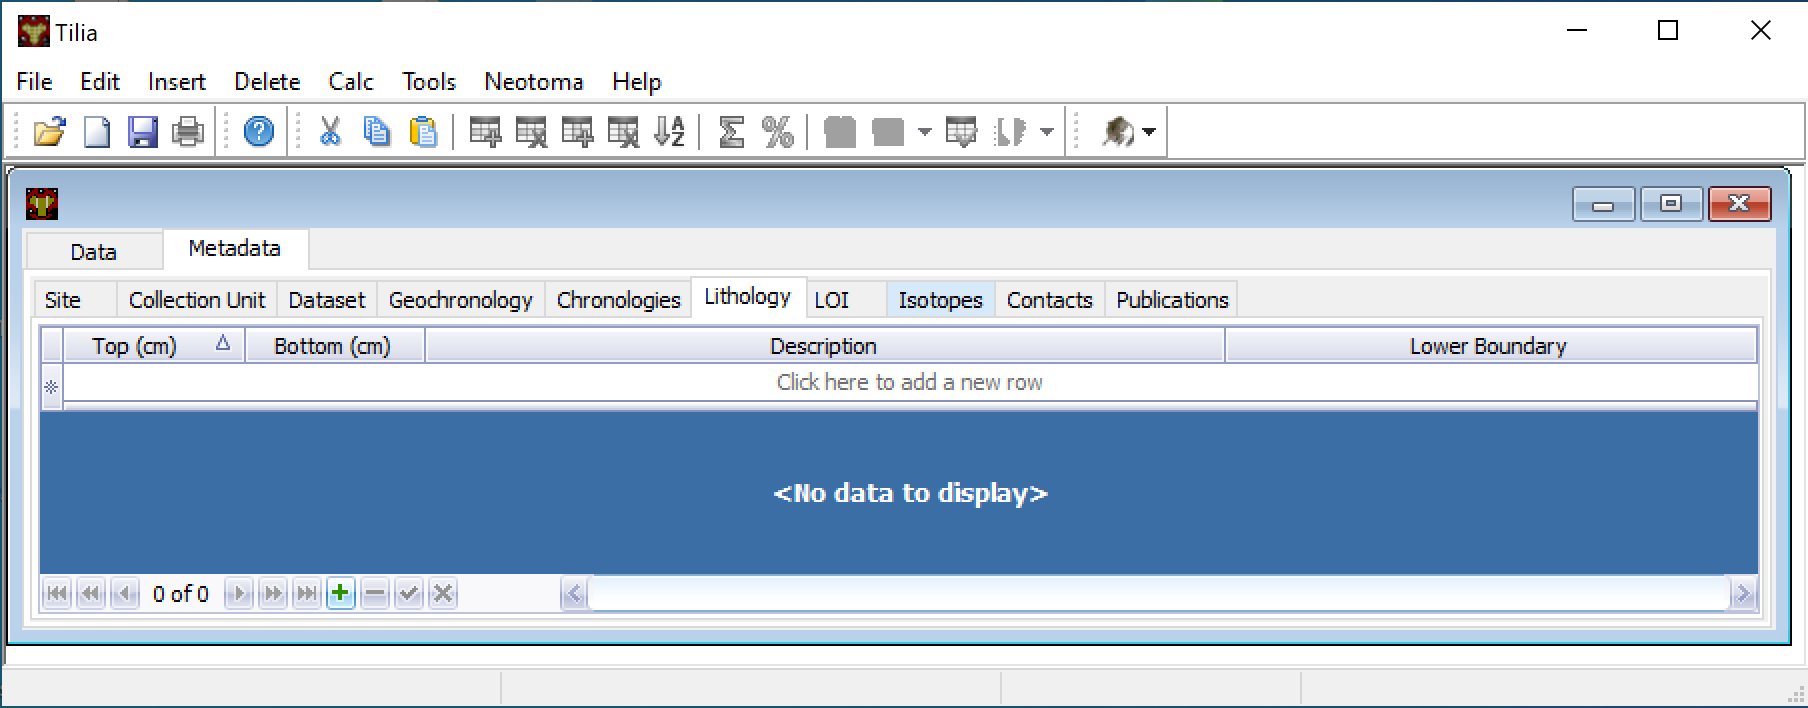 Tilia
File Edit Insert Delete Calc Tools Neotoma Help
Data Metadata
Site Collection Unit Dataset Geochronology Chronologies Lithology LOI Isotopes Contacts Publications
Top (cm) Bottom (cm) Description Lower Boundary
Click here to add a new row
<No data to display>
0 of 0